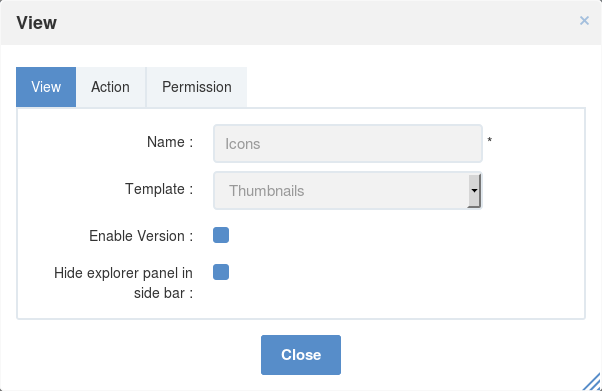 View
×
View Action Permission
Name : Icons *
Template : Thumbnails
Enable Version :
Hide explorer panel in
side bar :
Close